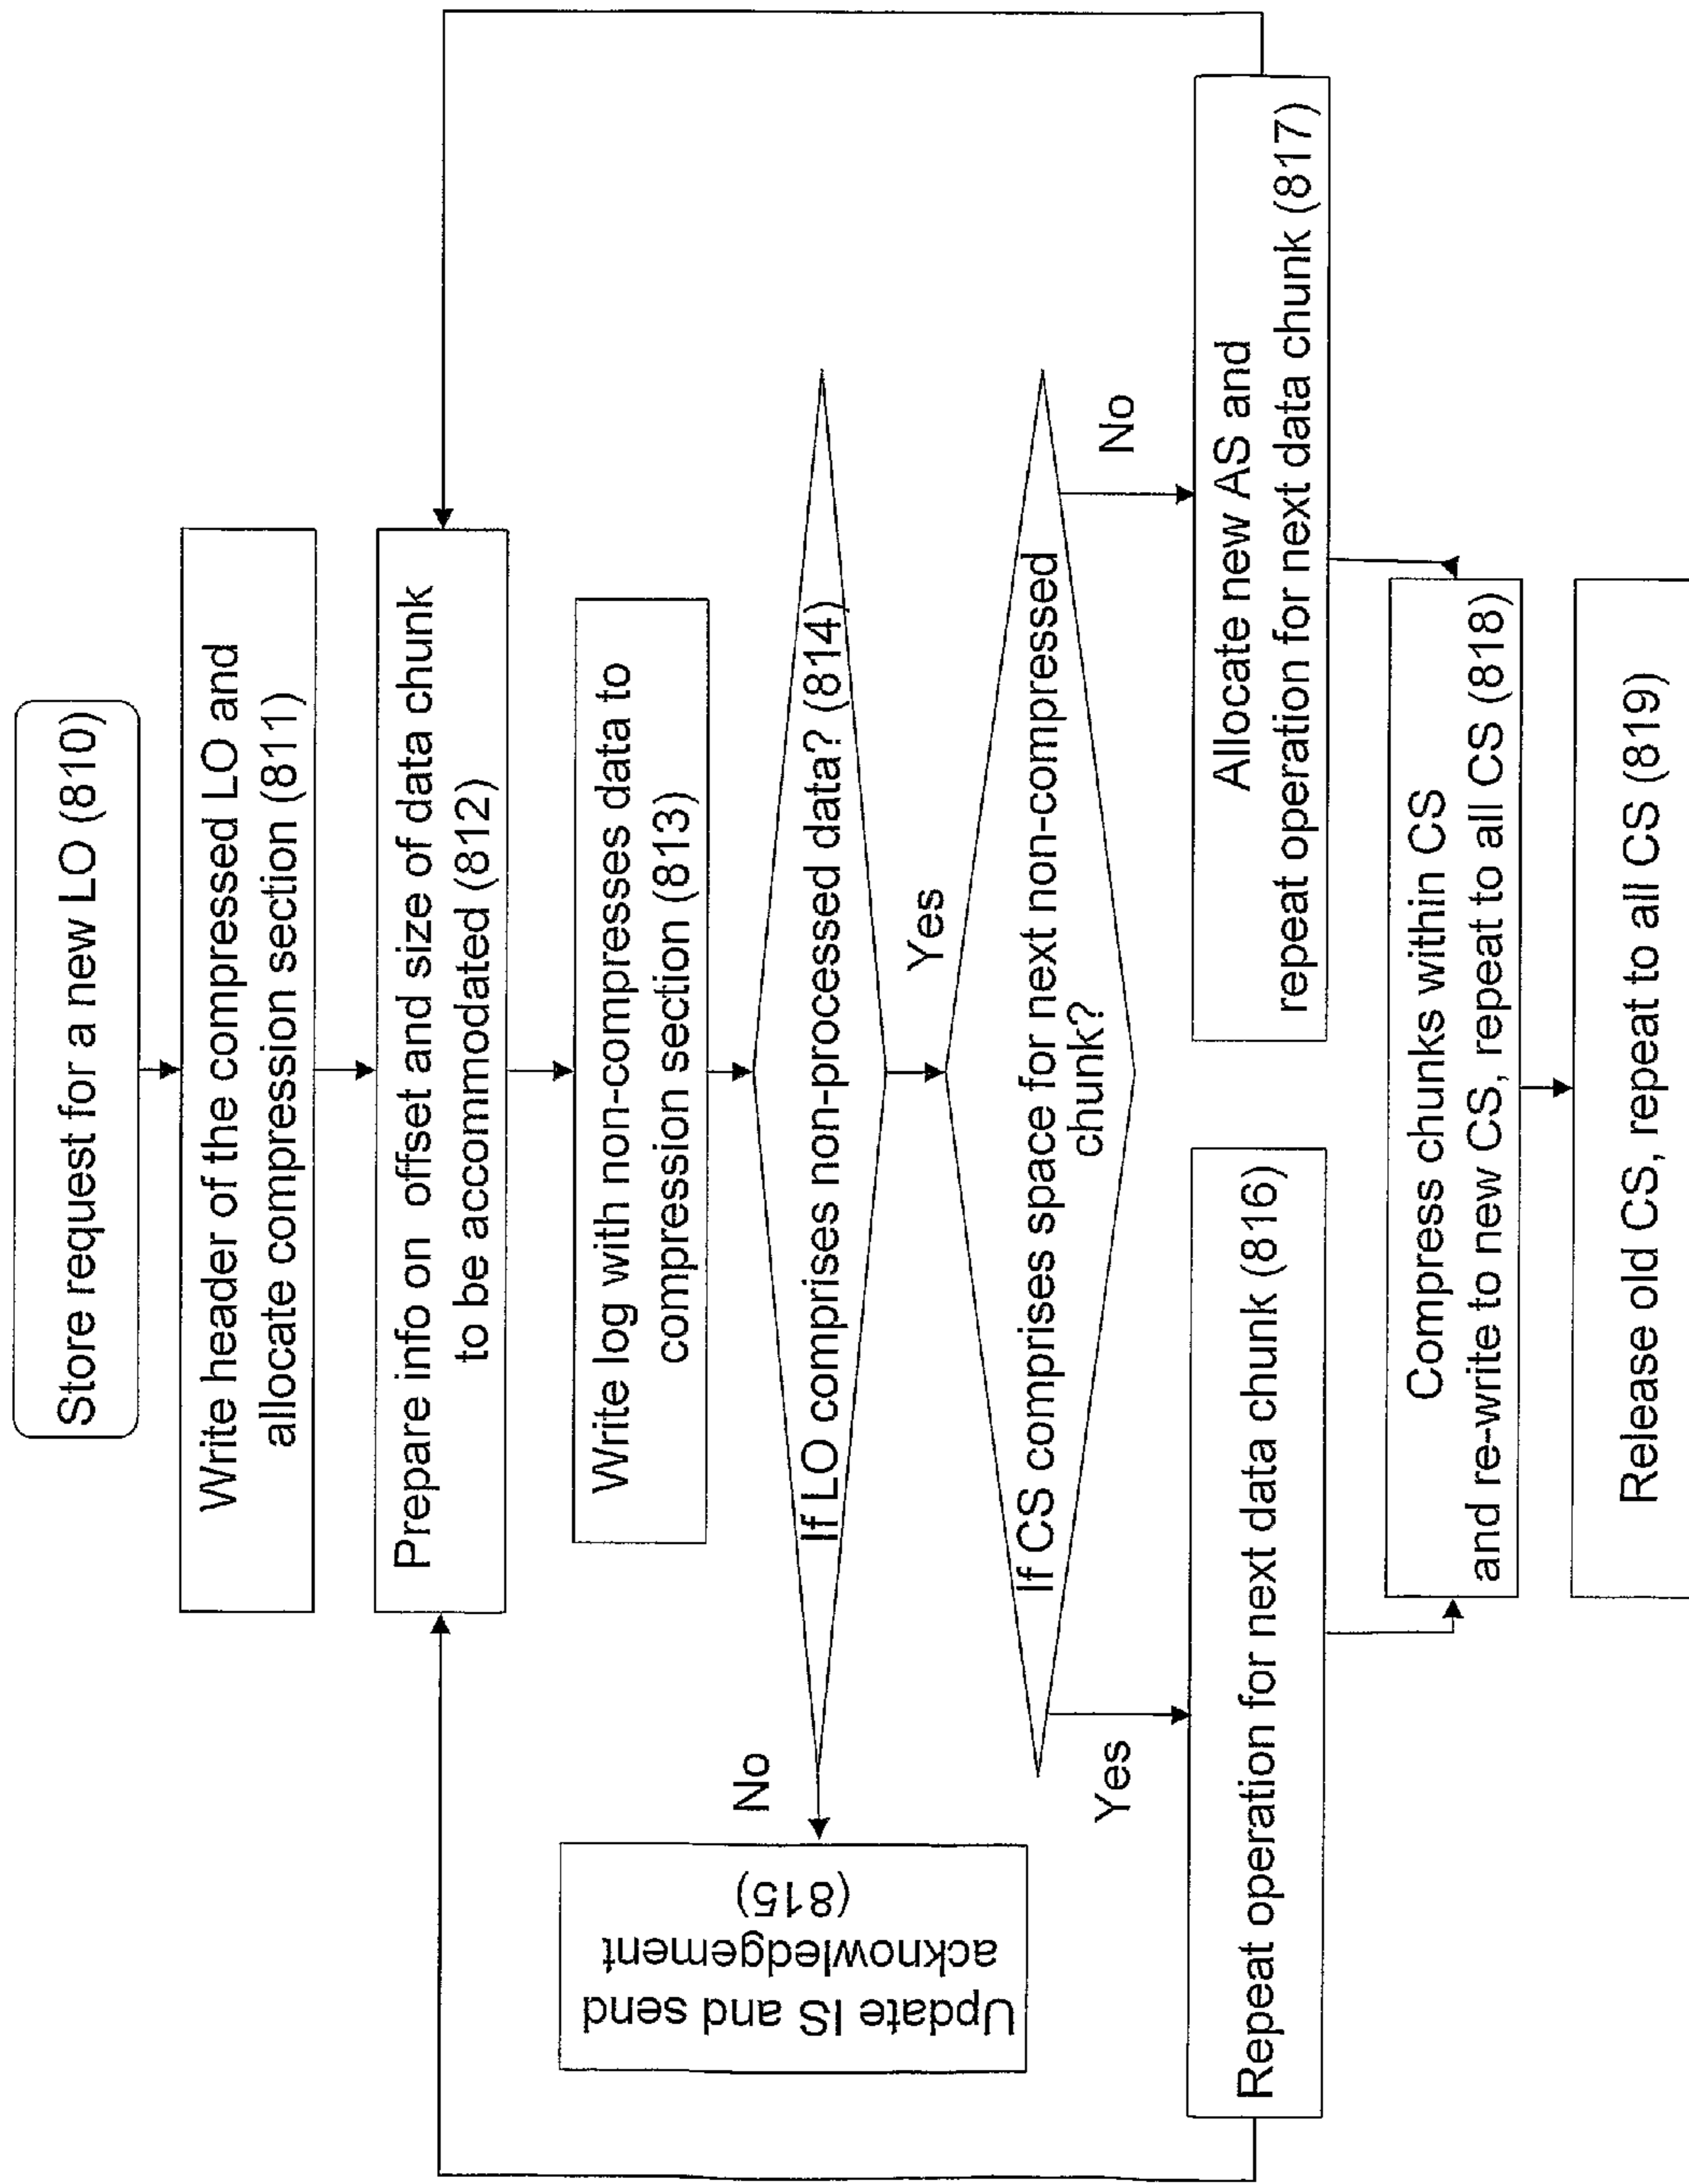 Store request for a new LO (810)
Write header of the compressed LO and
allocate compression section (811)
Prepare info on offset and size of data chunk
to be accommodated (812)
Write log with non-compresses data to
compression section (813)
If LO comprises non-processed data? (814)
No
Yes
Update IS and send
acknowledgement
(815)
If CS comprises space for next non-compressed
chunk?
Yes
No
Repeat operation for next data chunk (816)
Allocate new AS and
repeat operation for next data chunk (817)
Compress chunks within CS
and re-write to new CS, repeat to all CS (818)
Release old CS, repeat to all CS (819)